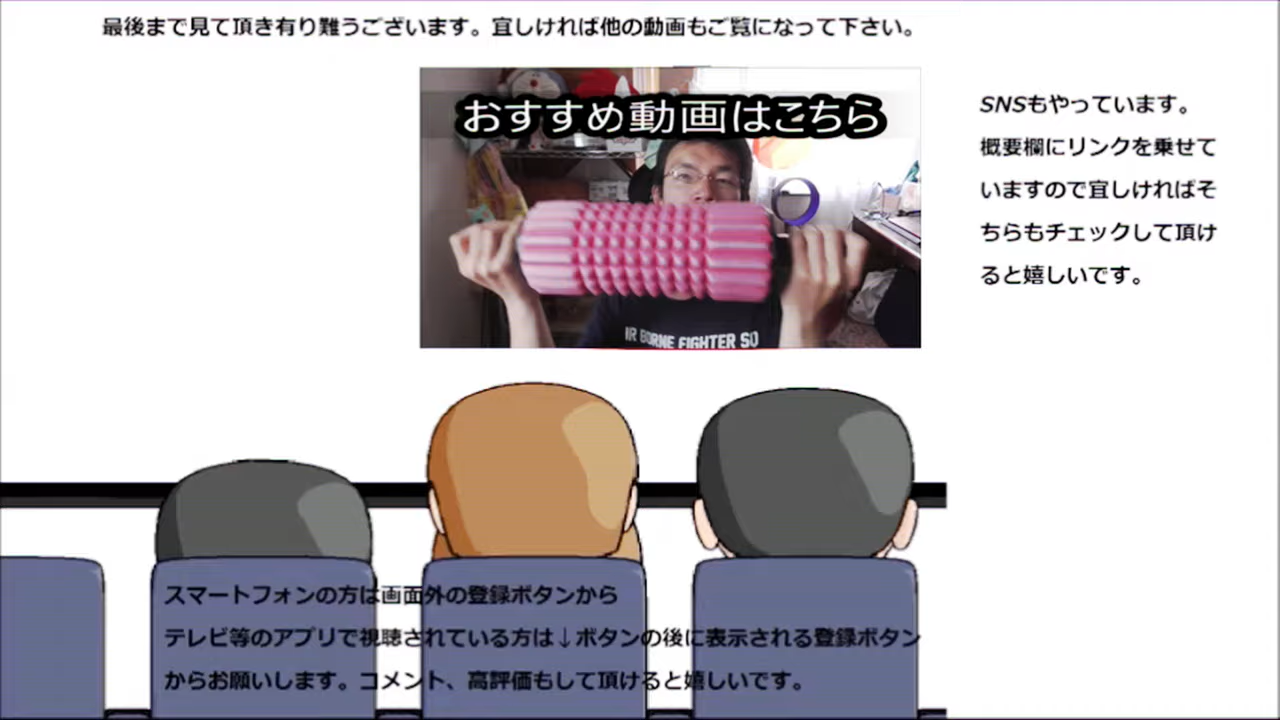 最後まで見て頂き有り難うございます。宜しければ他の動画もご覧になって下さい。
おすすめ動画はこちら
IR BORNE FIGHTER SO
SNSもやっています。
概要欄にリンクを乗せて
いますので宜しければそ
ちらもチェックして頂け
ると嬉しいです。
スマートフォンの方は画面外の登録ボタンから
テレビ等のアプリで視聴されている方は↓ボタンの後に表示される登録ボタン
からお願いします。コメント、高評価もして頂けると嬉しいです。